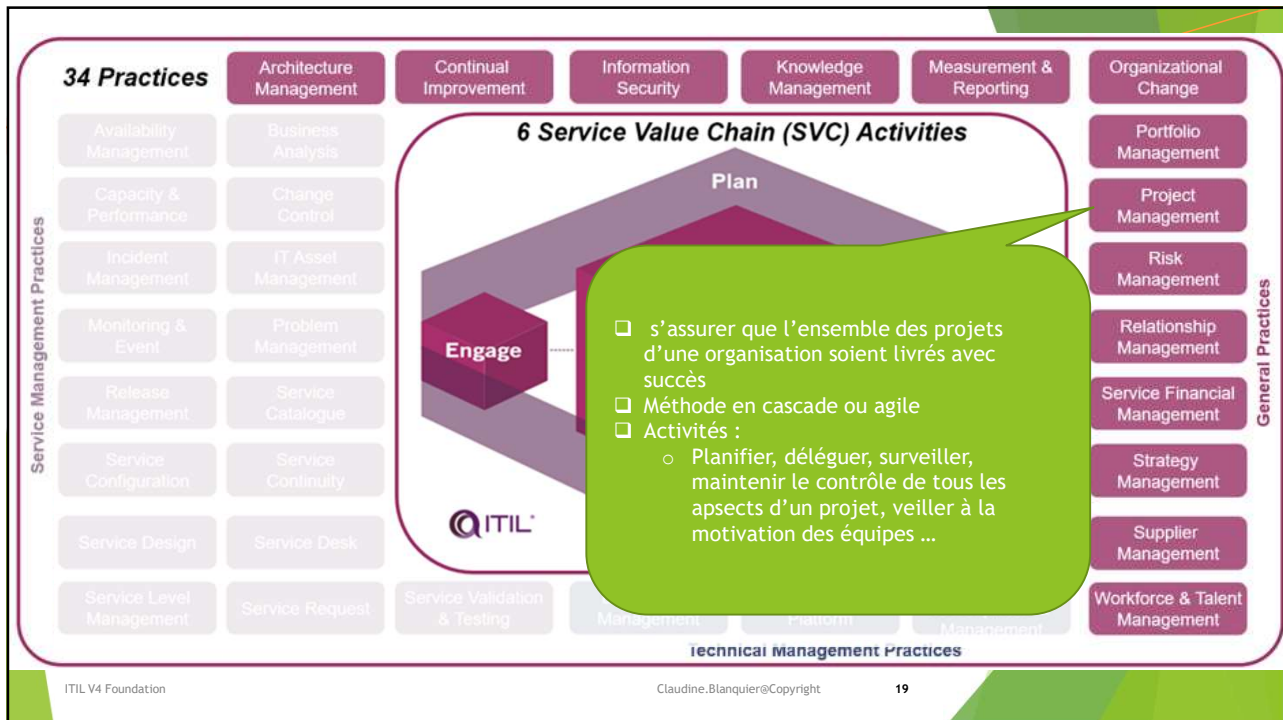 34 Practices
Architecture
Management
Continual
Improvement
Information
Security
Knowledge
Management
Measurement &
Reporting
Organizational
Change
Availability
Management
Business
Analysis
6 Service Value Chain (SVC) Activities
Portfolio
Management
Capacity &
Performance
Change
Control
Plan
Project
Management
Incident
Management
IT Asset
Management
Risk
Management
Monitoring &
Event
Problem
Management
Engage
Relationship
Management
Release
Management
Service
Catalogue
Service Financial
Management
Service
Configuration
Service
Continuity
Strategy
Management
Service Design
Service Desk
ITIL
Supplier
Management
Service Level
Management
Service Request
Service Validation
& Testing
Management
Platform
Management
Workforce & Talent
Management
Service Management Practices
General Practices
Technical Management Practices
s’assurer que l’ensemble des projets
d’une organisation soient livrés avec
succès
Méthode en cascade ou agile
Activités :
Planifier, déléguer, surveiller,
maintenir le contrôle de tous les
apsects d’un projet, veiller à la
motivation des équipes …
ITIL V4 Foundation
Claudine.Blanquier@Copyright
19